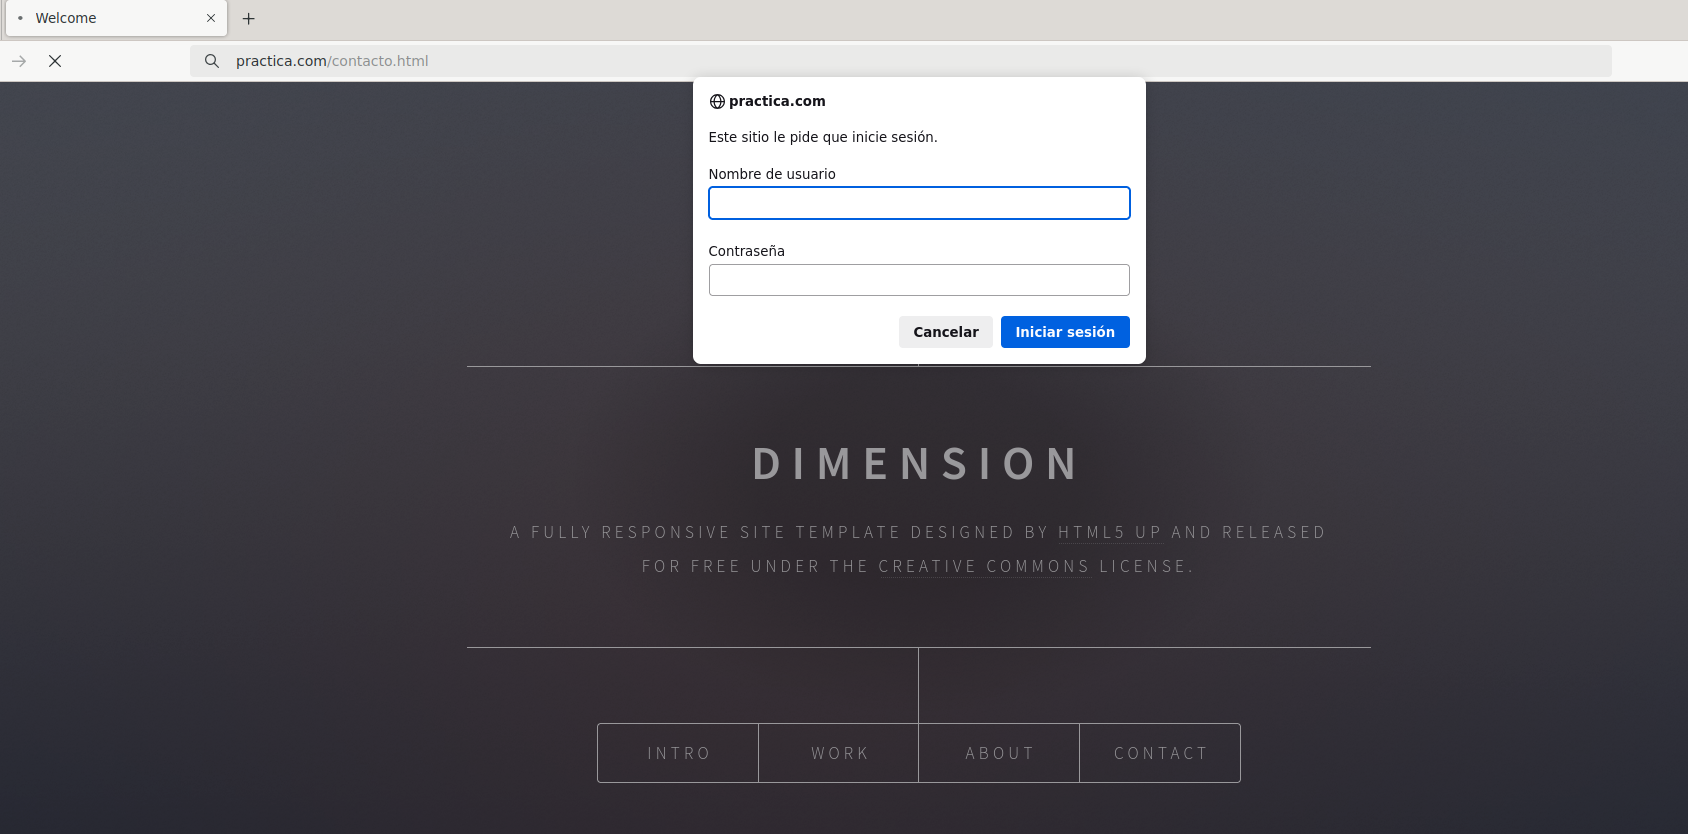 Welcome
practica.com/contacto.html
practica.com
Este sitio le pide que inicie sesión.
Nombre de usuario
Contraseña
Cancelar
Iniciar sesión
DIMENSION
A FULLY RESPONSIVE SITE TEMPLATE DESIGNED BY HTML5 UP AND RELEASED
FOR FREE UNDER THE CREATIVE COMMONS LICENSE.
INTRO
WORK
ABOUT
CONTACT